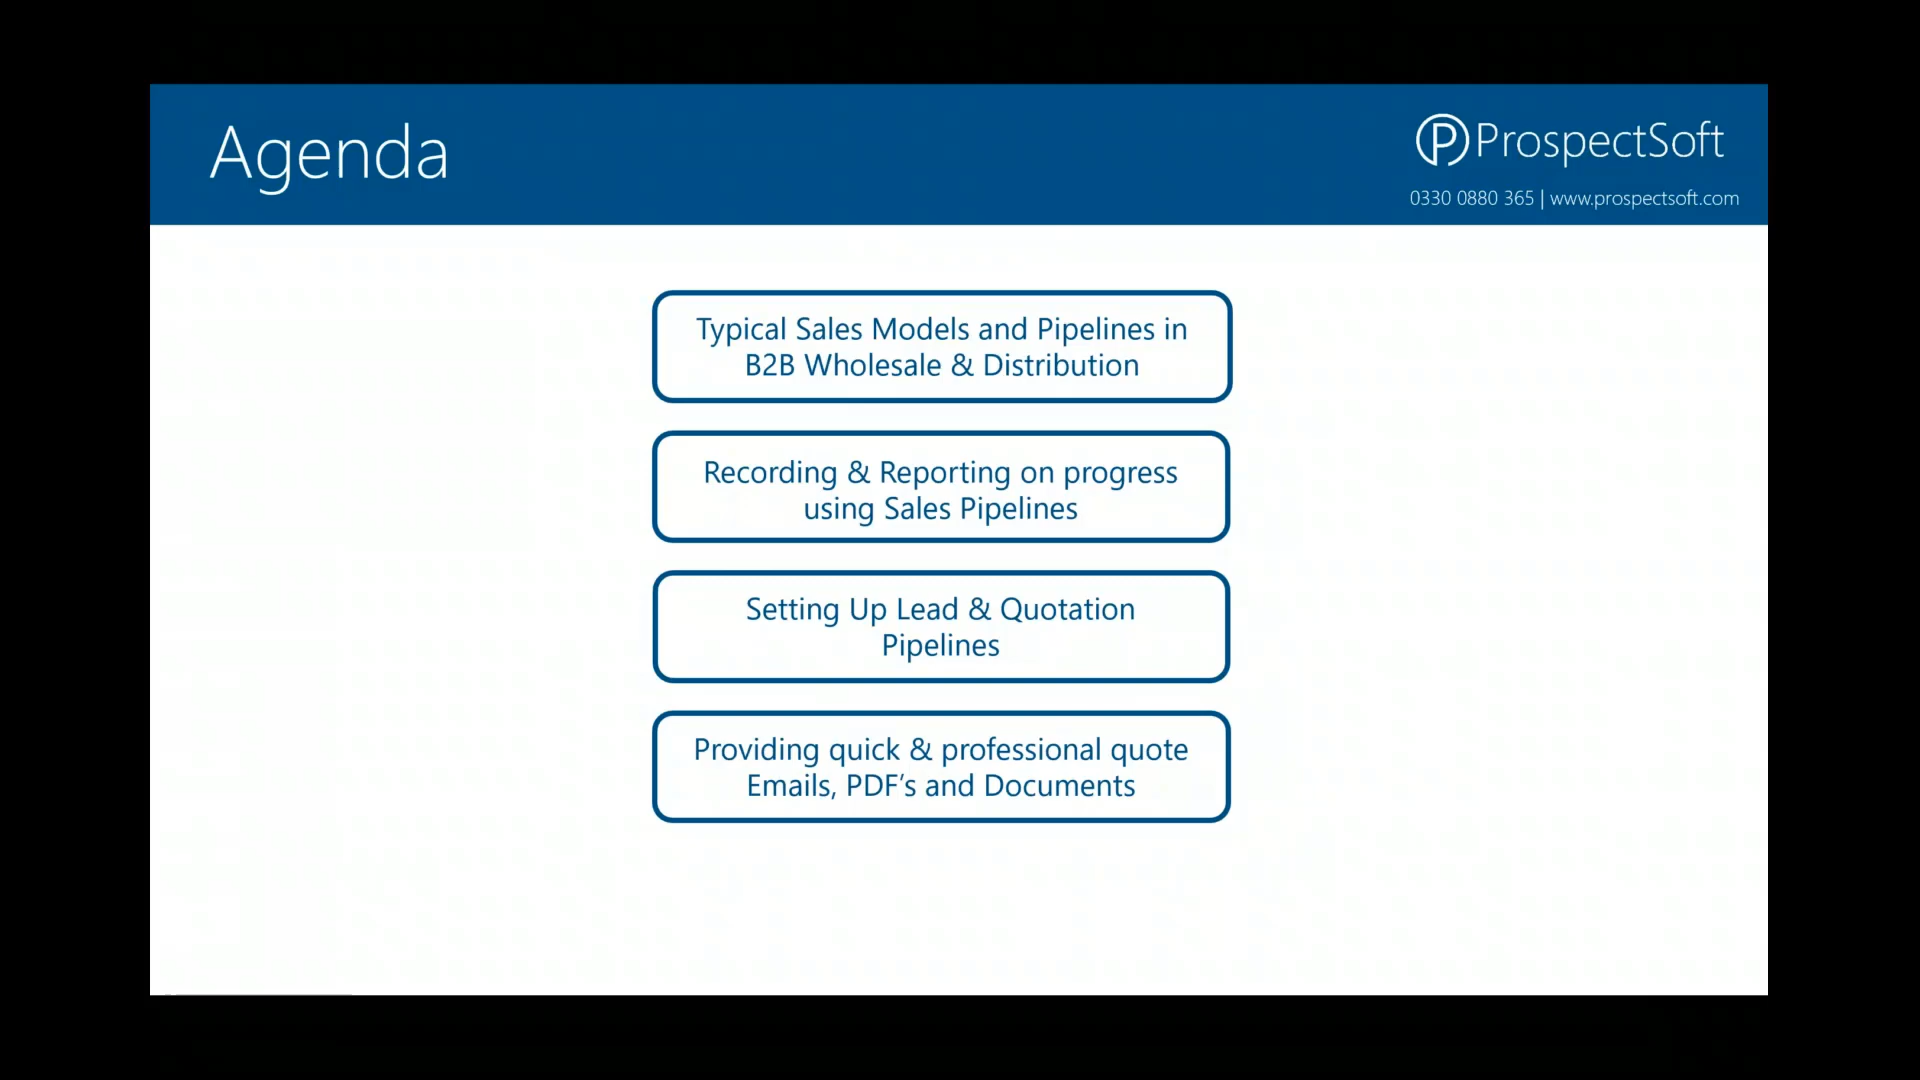 Agenda
ProspectSoft
0330 0880 365 | www.prospectsoft.com
Typical Sales Models and Pipelines in
B2B Wholesale & Distribution
Recording & Reporting on progress
using Sales Pipelines
Setting Up Lead & Quotation
Pipelines
Providing quick & professional quote
Emails, PDF’s and Documents